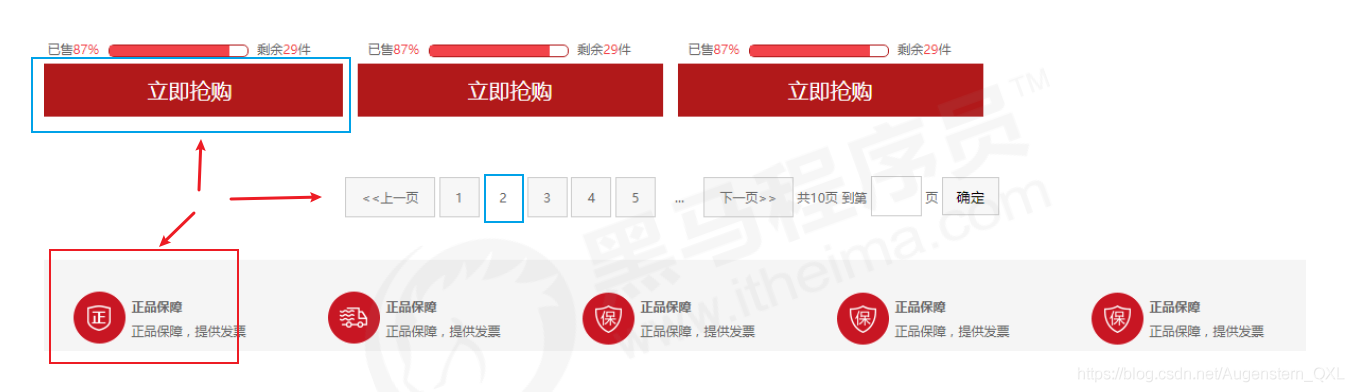 已售87% 剩余29件 已售87% 剩余29件 已售87% 剩余29件
立即抢购 立即抢购 立即抢购
<<上一页 1 2 3 4 5 ... 下一页>> 共10页 到第 页 确定
正 正品保障 正品保障 保 正品保障 保 正品保障 保 正品保障
正品保障，提供发票 正品保障，提供发票 正品保障，提供发票 正品保障，提供发票 正品保障，提供发票
黑马程序员™
www.itheima.com
https://blog.csdn.net/Augenstern_QXL